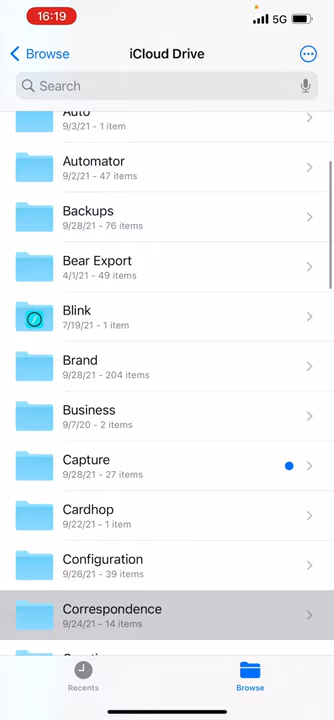 16:19
5G
Browse
iCloud Drive
Search
Auto
9/3/21 - 1 item
Automator
9/2/21 - 47 items
Backups
9/28/21 - 76 items
Bear Export
4/1/21 - 49 items
Blink
7/19/21 - 1 item
Brand
9/28/21 - 204 items
Business
9/7/20 - 2 items
Capture
9/28/21 - 27 items
Cardhop
9/22/21 - 1 item
Configuration
9/26/21 - 39 items
Correspondence
9/24/21 - 14 items
Recents
Browse